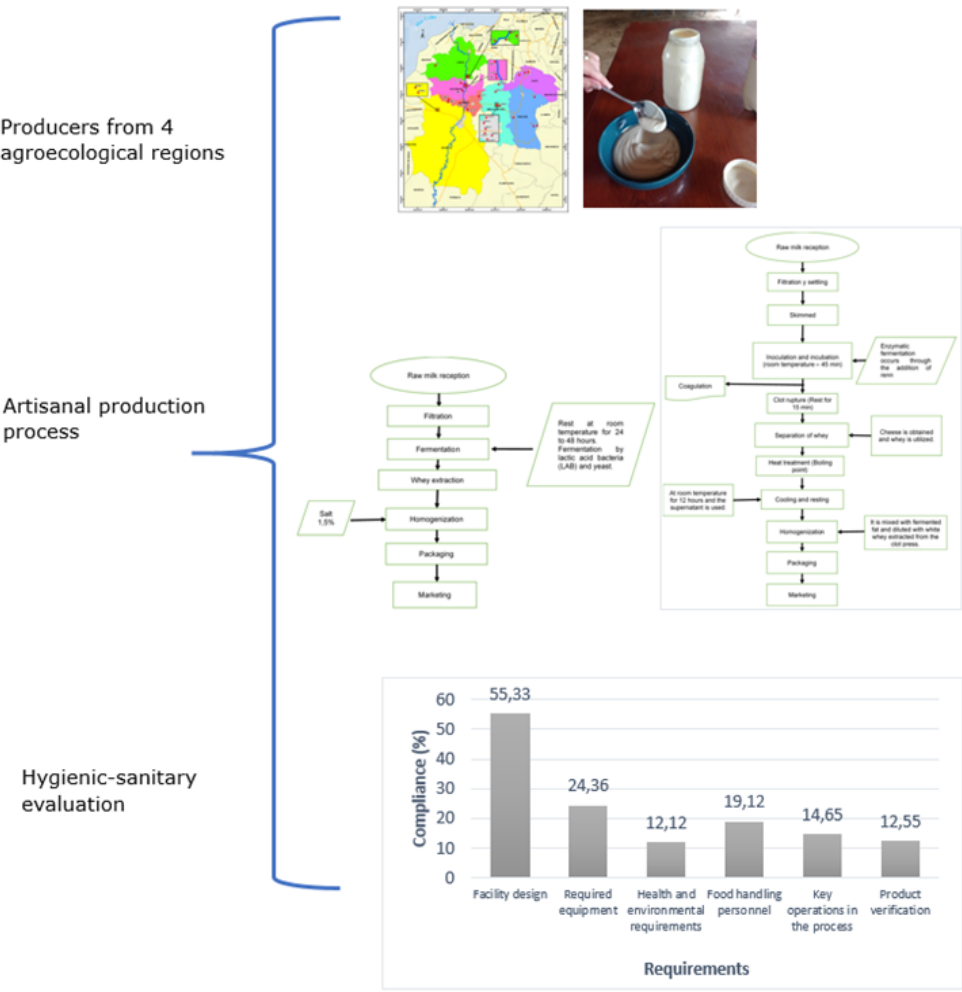 Producers from 4
agroecological regions
Artisanal production
process
Raw milk reception
Filtration
Fermentation
Rest at room
temperature for 24
to 48 hours.
Fermentation by
lactic acid bacteria
(LAB) and yeast.
Whey extraction
Salt
1,5%
Homogenization
Packaging
Marketing
Raw milk reception
Filtration y settling
Skimmed
Inoculation and incubation
(room temperature – 45 min)
Enzymatic
fermentation
occurs through
the addition of
Coagulation
Clot rupture (Rest for
15 min)
Separation of whey
Cheese is obtained
and whey is utilized.
Heat treatment (Boiling
point)
At room temperature
for 12 hours and the
supernatant is used.
Cooling and resting
Homogenization
It is mixed with fermented
fat and diluted with white
whey extracted from the
clot press.
Packaging
Marketing
Hygienic-sanitary
evaluation
Compliance (%)
60
50
40
30
20
10
0
55,33
24,36
12,12
19,12
14,65
12,55
Facility design
Required
equipment
Health and
environmental
requirements
Food handling
personnel
Key
operations in
the process
Product
verification
Requirements